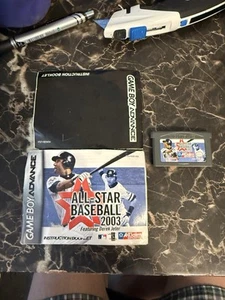 INSTRUCTION BOOKLET
GAME BOY ADVANCE
GAME BOY ADVANCE
ALL-STAR
BASEBALL
2003
Featuring Derek Jeter
INSTRUCTION BOOKLET